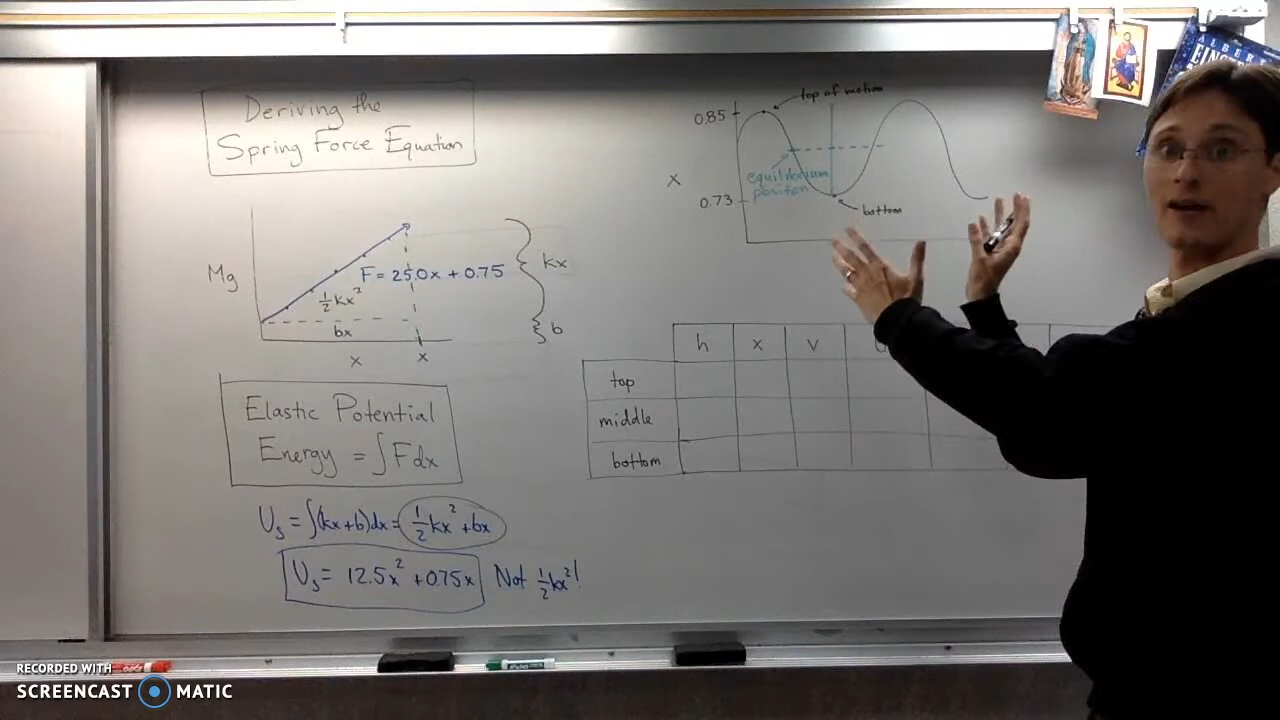 Deriving the
Spring Force Equation
Mg
F = 25.0x + 0.75
½kx²
bx
x
x
kx
b
Elastic Potential
Energy = ∫Fdx
Us = ∫(kx+b)dx = ½kx² + bx
Us = 12.5x² + 0.75x Not ½kx²!
0.85
top of motion
equilibrium
position
x
0.73
bottom
h x v
top
middle
bottom
ALBERT
RECORDED WITH
SCREENCAST MATIC